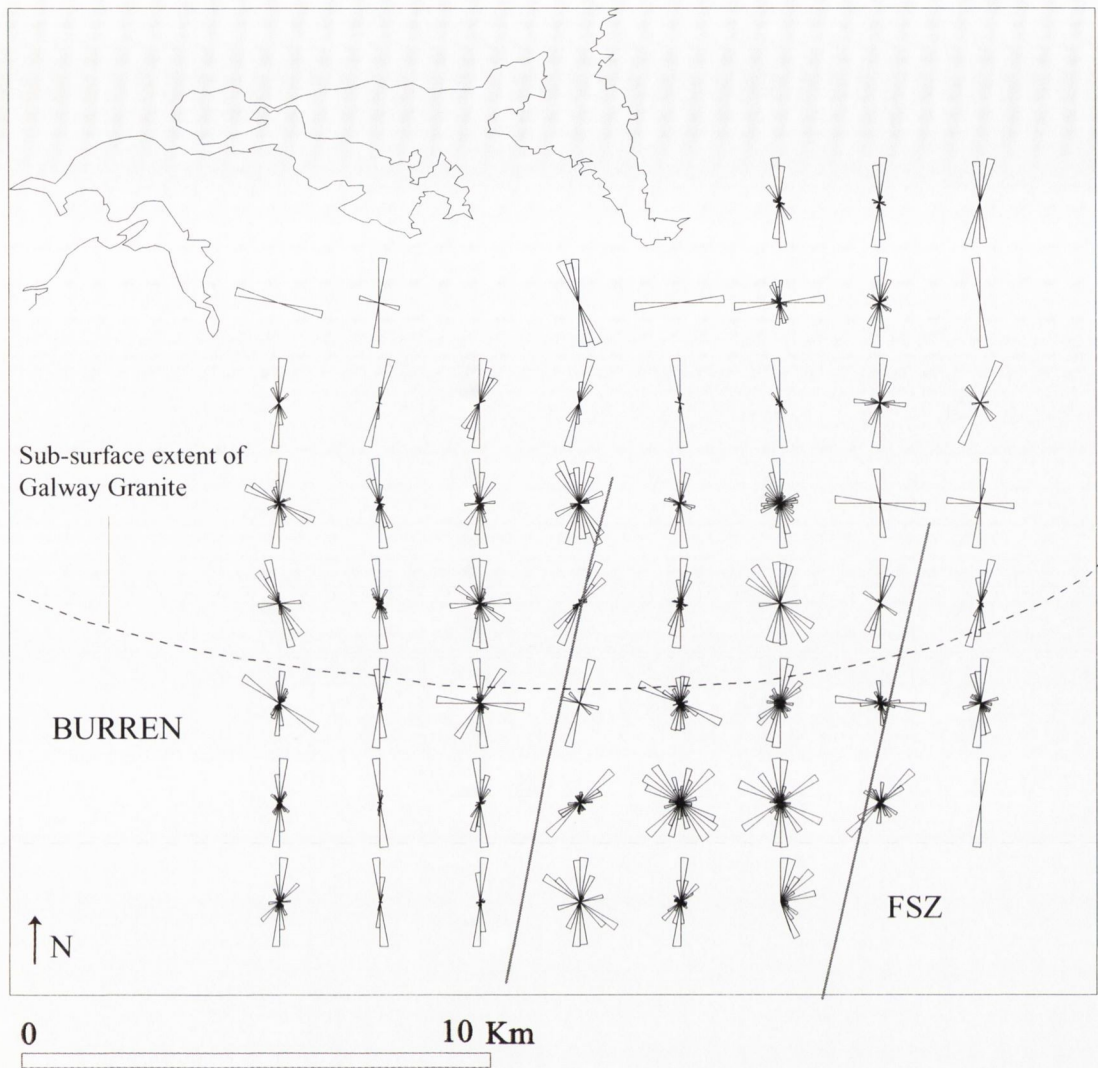 Sub-surface extent of
Galway Granite
BURREN
FSZ
N
0 10 Km